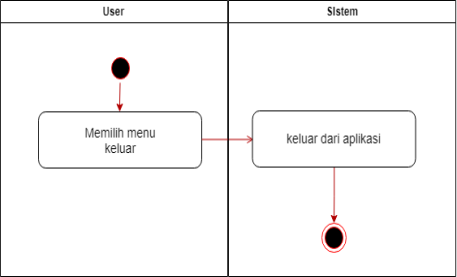 User
SIstem
Memilih menu
keluar
keluar dari aplikasi